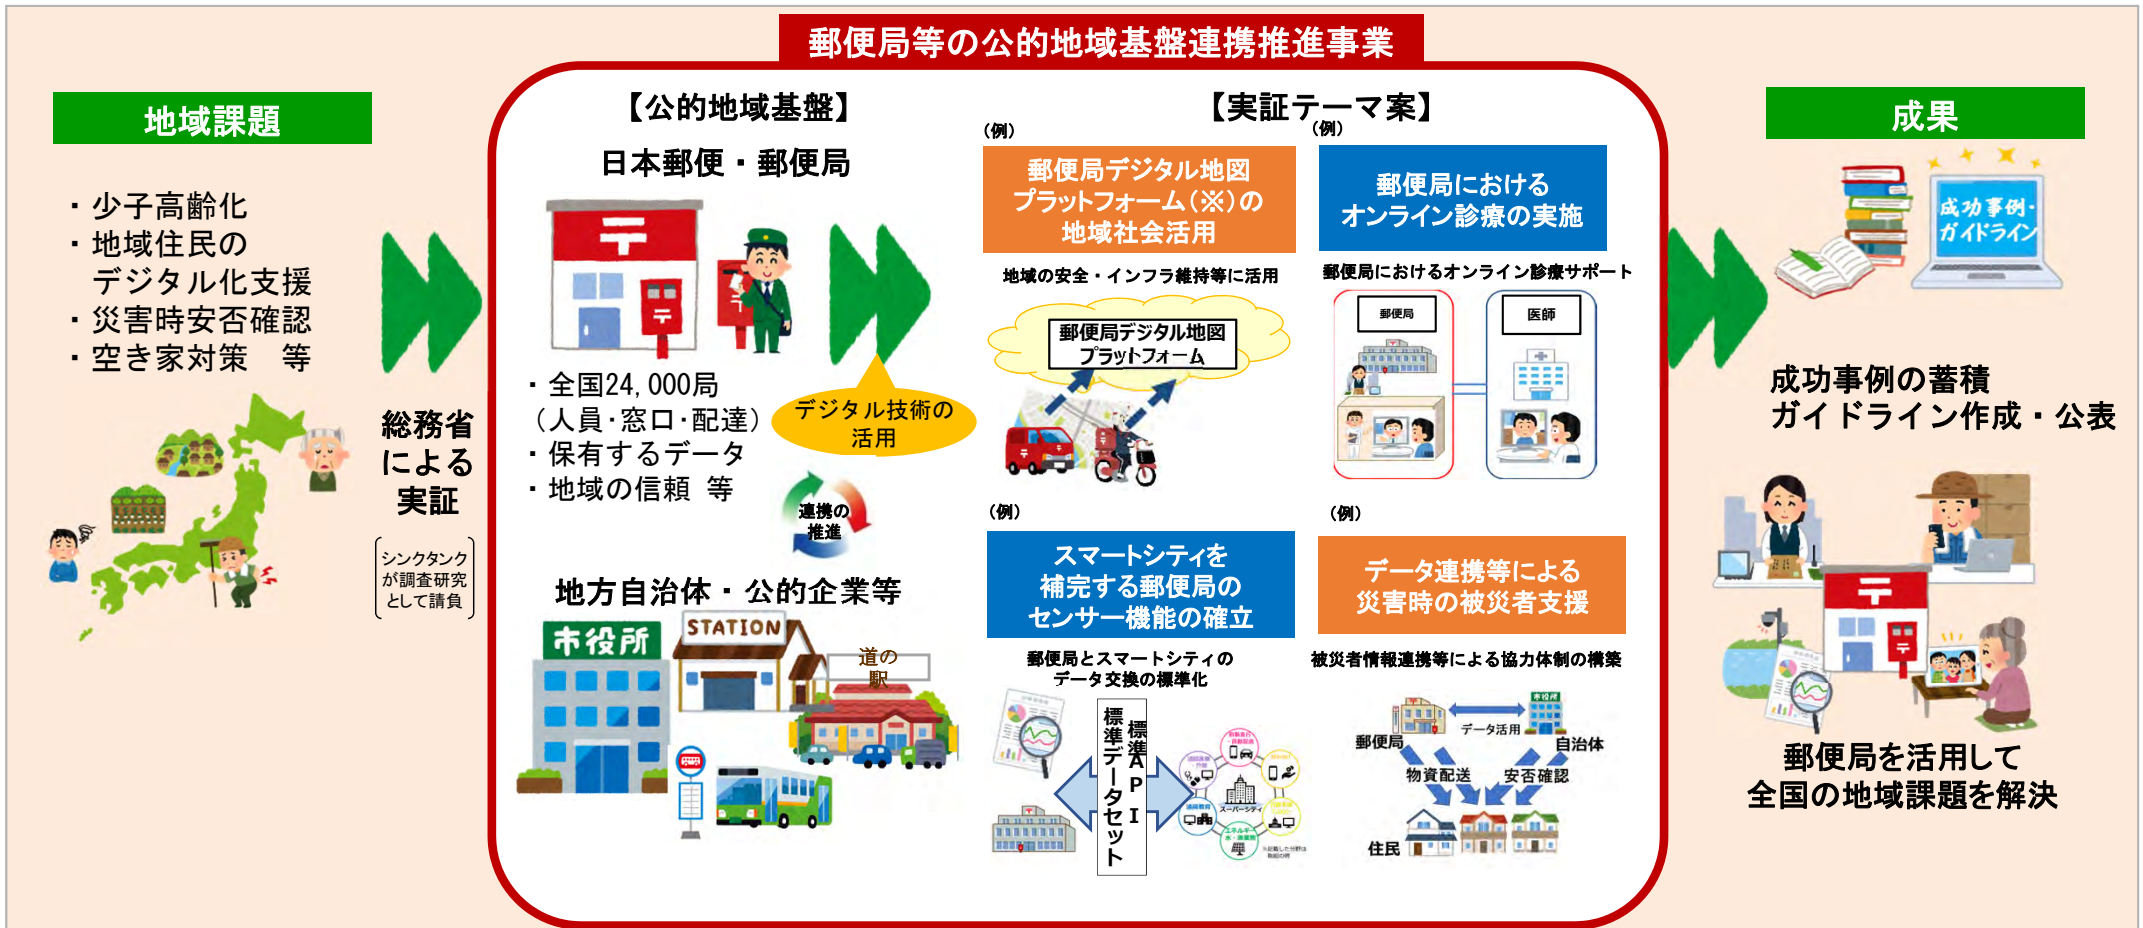 郵便局等の公的地域基盤連携推進事業
地域課題
・少子高齢化
・地域住民の
デジタル化支援
・災害時安否確認
・空き家対策　等
総務省
による
実証
シンクタンク
が調査研究
として請負
【公的地域基盤】
日本郵便・郵便局
・全国24,000局
（人員・窓口・配達）
・保有するデータ
・地域の信頼 等
デジタル技術の
活用
連携の
推進
地方自治体・公的企業等
市役所
STATION
道の
駅
【実証テーマ案】
（例）
郵便局デジタル地図
プラットフォーム（※）の
地域社会活用
地域の安全・インフラ維持等に活用
郵便局デジタル地図
プラットフォーム
（例）
郵便局における
オンライン診療の実施
郵便局におけるオンライン診療サポート
郵便局
医師
（例）
スマートシティを
補完する郵便局の
センサー機能の確立
郵便局とスマートシティの
データ交換の標準化
標準API
標準データセット
スーパーシティ
（例）
データ連携等による
災害時の被災者支援
被災者情報連携等による協力体制の構築
市役所
データ活用
郵便局
自治体
物資配送
安否確認
住民
成果
成功事例・
ガイドライン
成功事例の蓄積
ガイドライン作成・公表
郵便局を活用して
全国の地域課題を解決